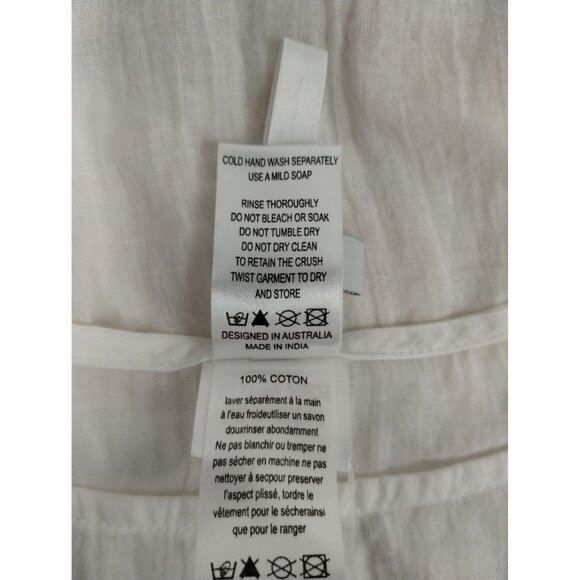 COLD HAND WASH SEPARATELY
USE A MILD SOAP
RINSE THOROUGHLY
DO NOT BLEACH OR SOAK
DO NOT TUMBLE DRY
DO NOT DRY CLEAN
TO RETAIN THE CRUSH
TWIST GARMENT TO DRY
AND STORE
DESIGNED IN AUSTRALIA
MADE IN INDIA
100% COTON
laver séparément à la main
à l'eau froideutilizer un savon
douxrinser abondamment
Ne pas blanchir ou tremper ne
pas sécher en machine ne pas
nettoyer à secpour preserver
l'aspect plissé, tordre le
vêtement pour le sécherainsi
que pour le ranger